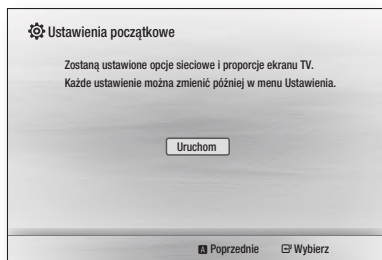 Ustawienia początkowe
Zostaną ustawione opcje sieciowe i proporcje ekranu TV.
Każde ustawienie można zmienić później w menu Ustawienia.
Uruchom
A Poprzednie Wybierz